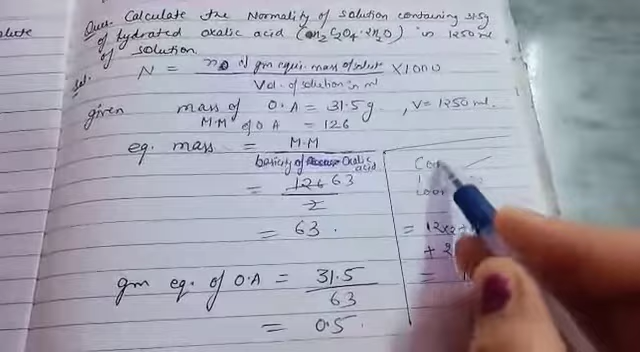 Ques. Calculate the Normality of solution containing 31.5g
of hydrated oxalic acid (H2C2O4.2H2O) in 1250 ml
of solution.
Sol.
N = no of gm equi. mass of solute × 1000
Vol. of solution in ml
given mass of O.A = 31.5g , V = 1250 ml.
M.M of O.A = 126
eq. mass = M.M
basicity of Oxalic acid
= 126 63
2
= 63.
gm eq. of O.A = 31.5
63
= 0.5.